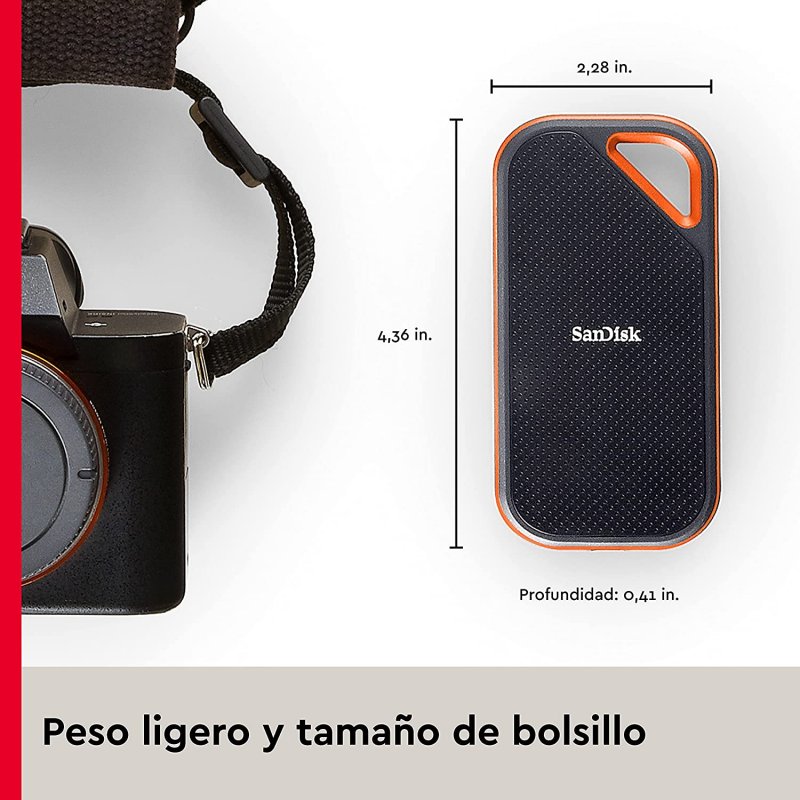 2,28 in.
4,36 in.
SanDisk
Profundidad: 0,41 in.
Peso ligero y tamaño de bolsillo